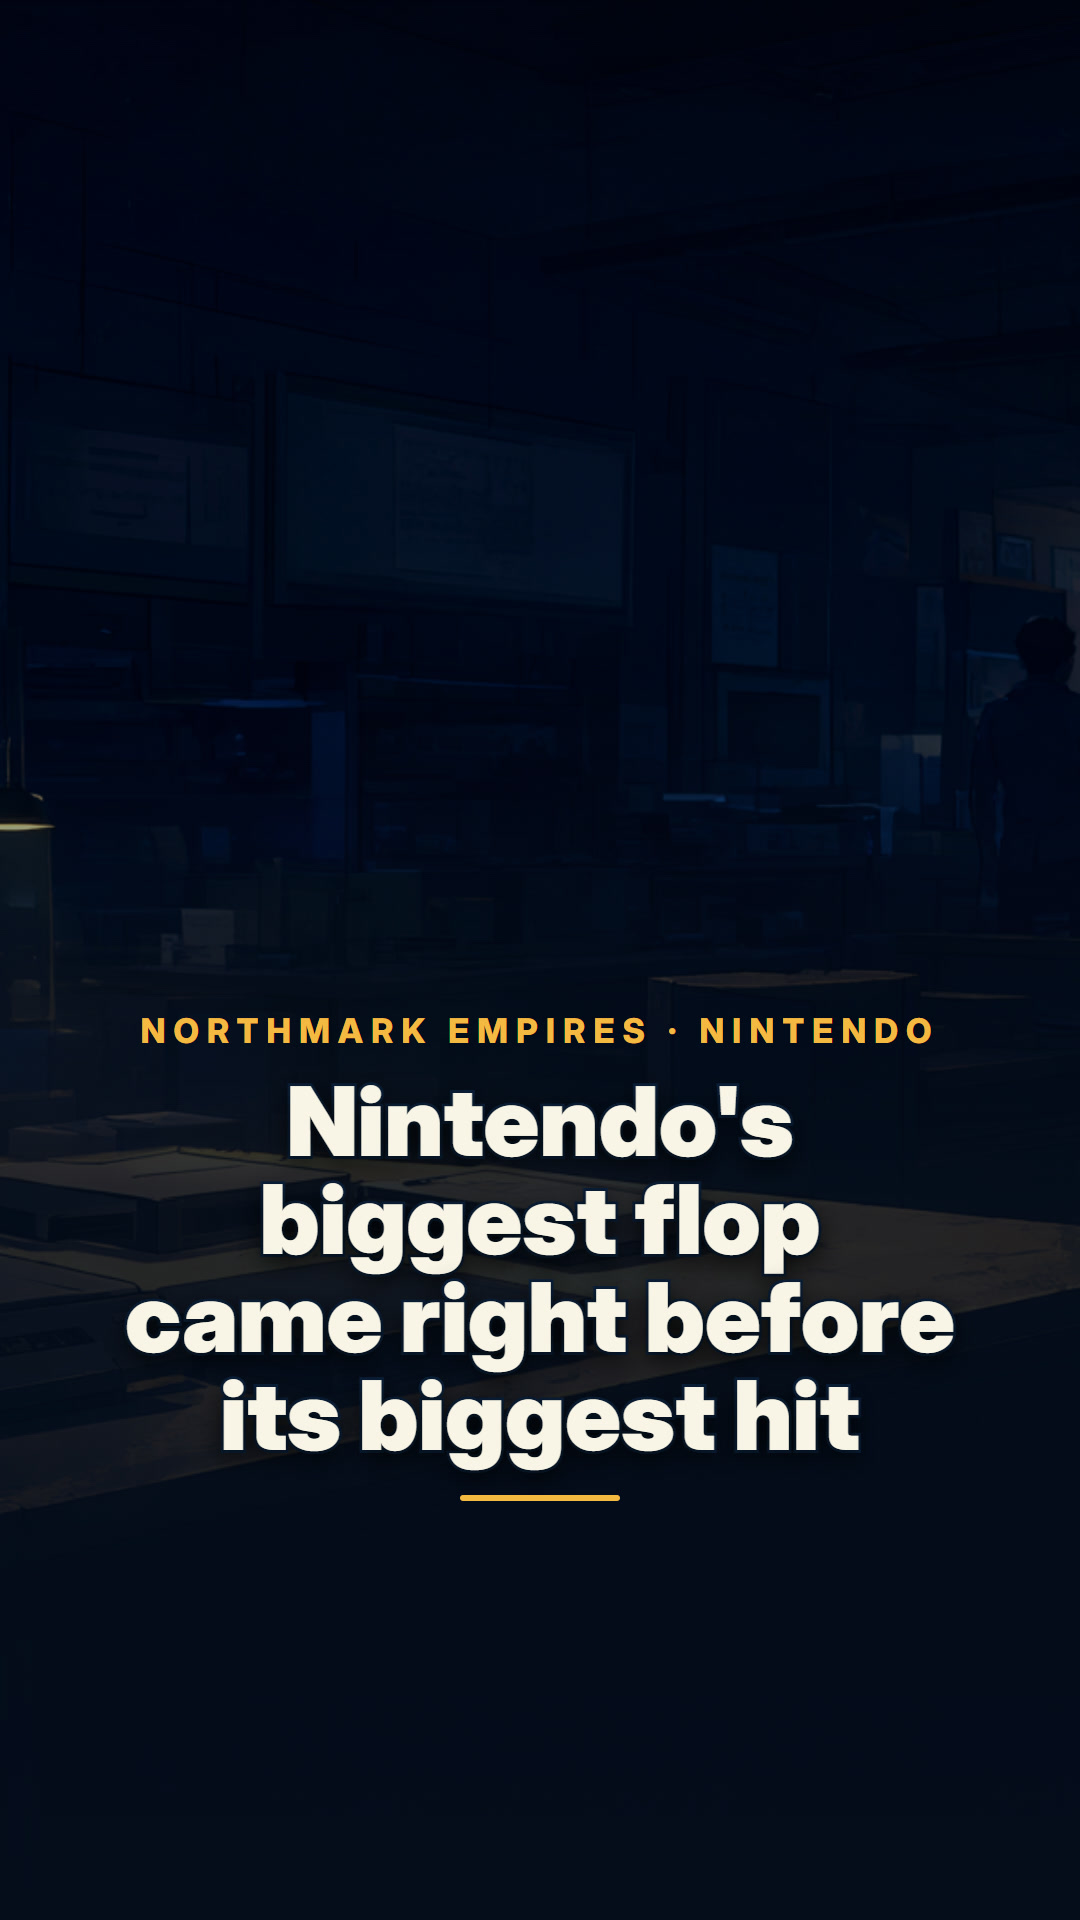 NORTHMARK EMPIRES · NINTENDO
Nintendo's
biggest flop
came right before
its biggest hit